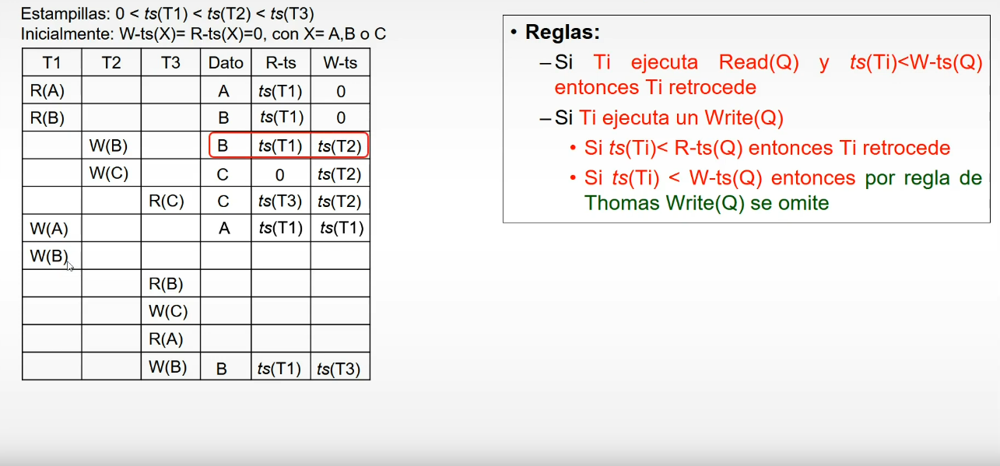 Estampillas: 0 < ts(T1) < ts(T2) < ts(T3)
Inicialmente: W-ts(X)= R-ts(X)=0, con X= A,B o C
T1 T2 T3 Dato R-ts W-ts
R(A) A ts(T1) 0
R(B) B ts(T1) 0
W(B) B ts(T1) ts(T2)
W(C) C 0 ts(T2)
R(C) C ts(T3) ts(T2)
W(A) A ts(T1) ts(T1)
W(B)
R(B)
W(C)
R(A)
W(B) B ts(T1) ts(T3)
• Reglas:
– Si Ti ejecuta Read(Q) y ts(Ti)<W-ts(Q)
entonces Ti retrocede
– Si Ti ejecuta un Write(Q)
• Si ts(Ti)< R-ts(Q) entonces Ti retrocede
• Si ts(Ti) < W-ts(Q) entonces por regla de
Thomas Write(Q) se omite